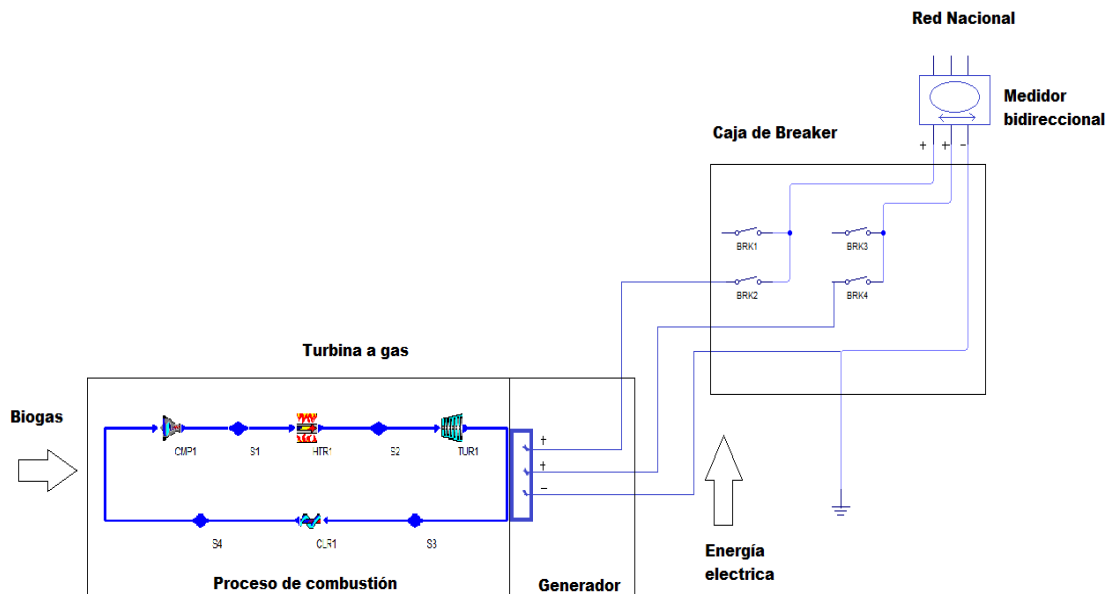 Red Nacional
Medidor
bidireccional
Caja de Breaker
+ + -
BRK1
BRK3
BRK2
BRK4
Turbina a gas
Biogas
CMP1
S1
HTR1
S2
TUR1
+
+
-
S4
CLR1
S3
Energía
electrica
Proceso de combustión
Generador